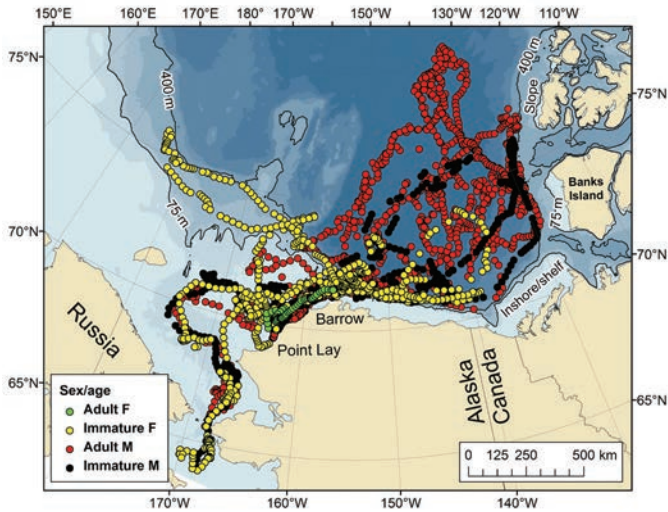 150°E 160°E 170°E 180° 170°W 160°W 150°W 140°W 130°W 120°W 110°W
75°N
400 m
400 m
Slope
75°N
Banks
Island
75 m
75 m
70°N
70°N
Inshore/shelf
Russia
Barrow
Point Lay
Alaska
Canada
65°N
65°N
Sex/age
Adult F
Immature F
Adult M
Immature M
0 125 250 500 km
170°W 160°W 150°W 140°W